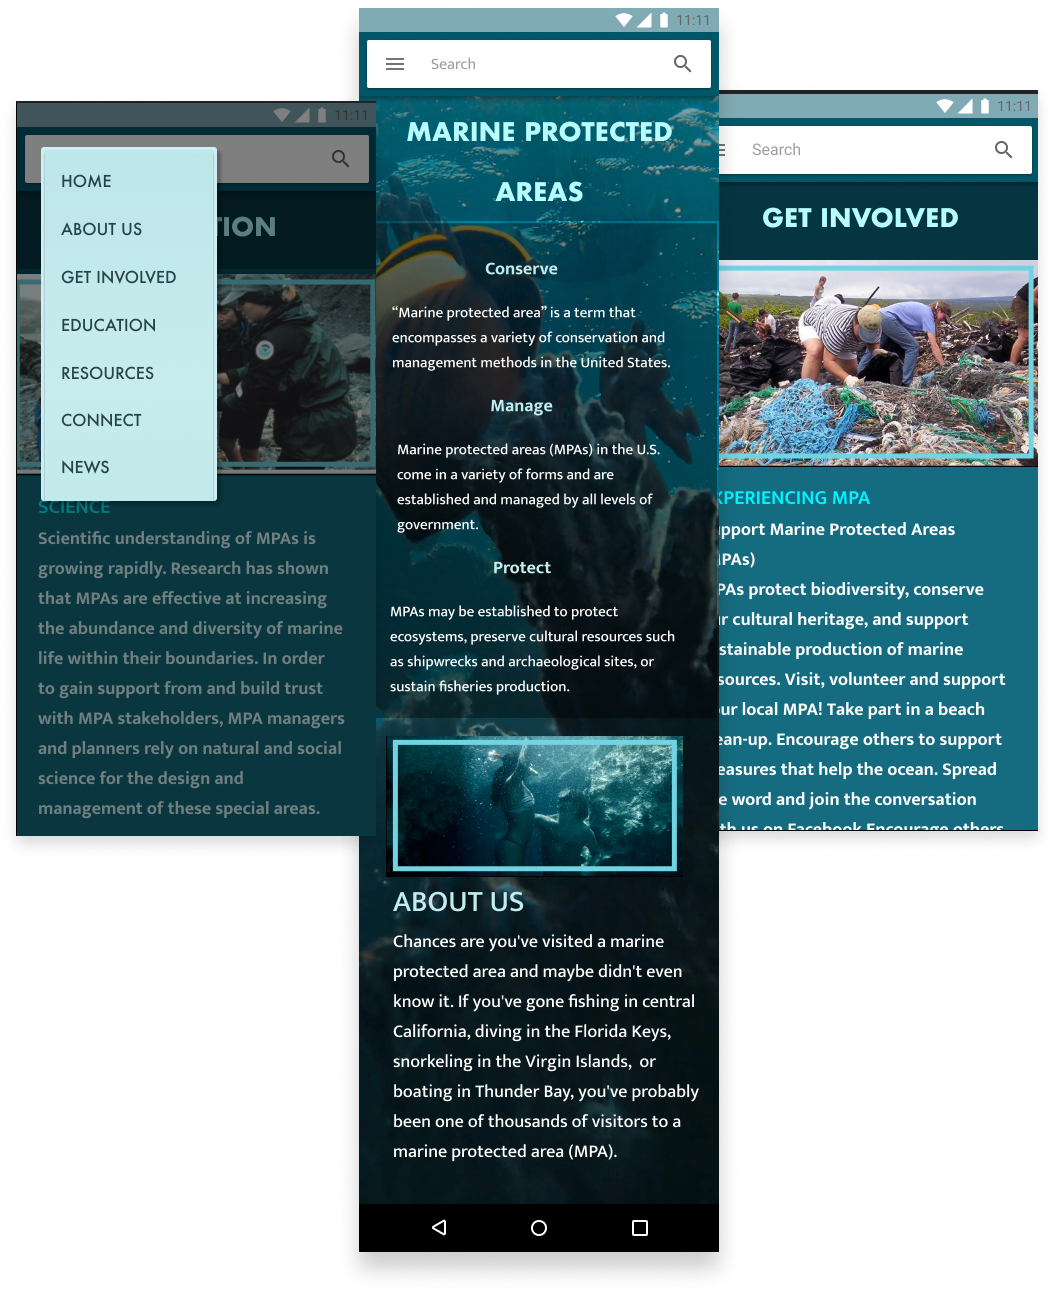 11:11
HOME
ABOUT US
GET INVOLVED
EDUCATION
RESOURCES
CONNECT
NEWS
TION
SCIENCE
Scientific understanding of MPAs is
growing rapidly. Research has shown
that MPAs are effective at increasing
the abundance and diversity of marine
life within their boundaries. In order
to gain support from and build trust
with MPA stakeholders, MPA managers
and planners rely on natural and social
science for the design and
management of these special areas.
11:11
Search
MARINE PROTECTED
AREAS
Conserve
“Marine protected area” is a term that
encompasses a variety of conservation and
management methods in the United States.
Manage
Marine protected areas (MPAs) in the U.S.
come in a variety of forms and are
established and managed by all levels of
government.
Protect
MPAs may be established to protect
ecosystems, preserve cultural resources such
as shipwrecks and archaeological sites, or
sustain fisheries production.
ABOUT US
Chances are you've visited a marine
protected area and maybe didn't even
know it. If you've gone fishing in central
California, diving in the Florida Keys,
snorkeling in the Virgin Islands,  or
boating in Thunder Bay, you've probably
been one of thousands of visitors to a
marine protected area (MPA).
11:11
Search
GET INVOLVED
XPERIENCING MPA
pport Marine Protected Areas
PAs)
PAs protect biodiversity, conserve
r cultural heritage, and support
stainable production of marine
sources. Visit, volunteer and support
ur local MPA! Take part in a beach
ean-up. Encourage others to support
easures that help the ocean. Spread
e word and join the conversation
th us on Facebook Encourage others